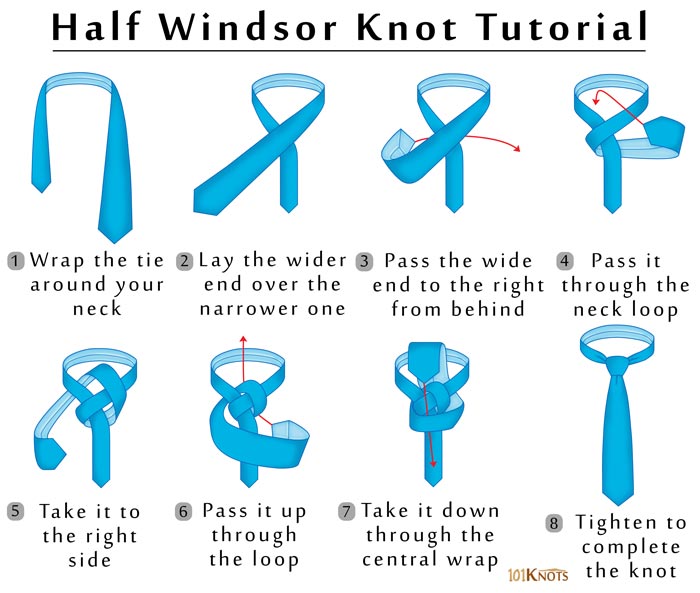 Half Windsor Knot Tutorial
1 Wrap the tie
around your
neck
2 Lay the wider
end over the
narrower one
3 Pass the wide
end to the right
from behind
4 Pass it
through the
neck loop
5 Take it to
the right
side
6 Pass it up
through
the loop
7 Take it down
through the
central wrap
8 Tighten to
complete
the knot
101KNOTS